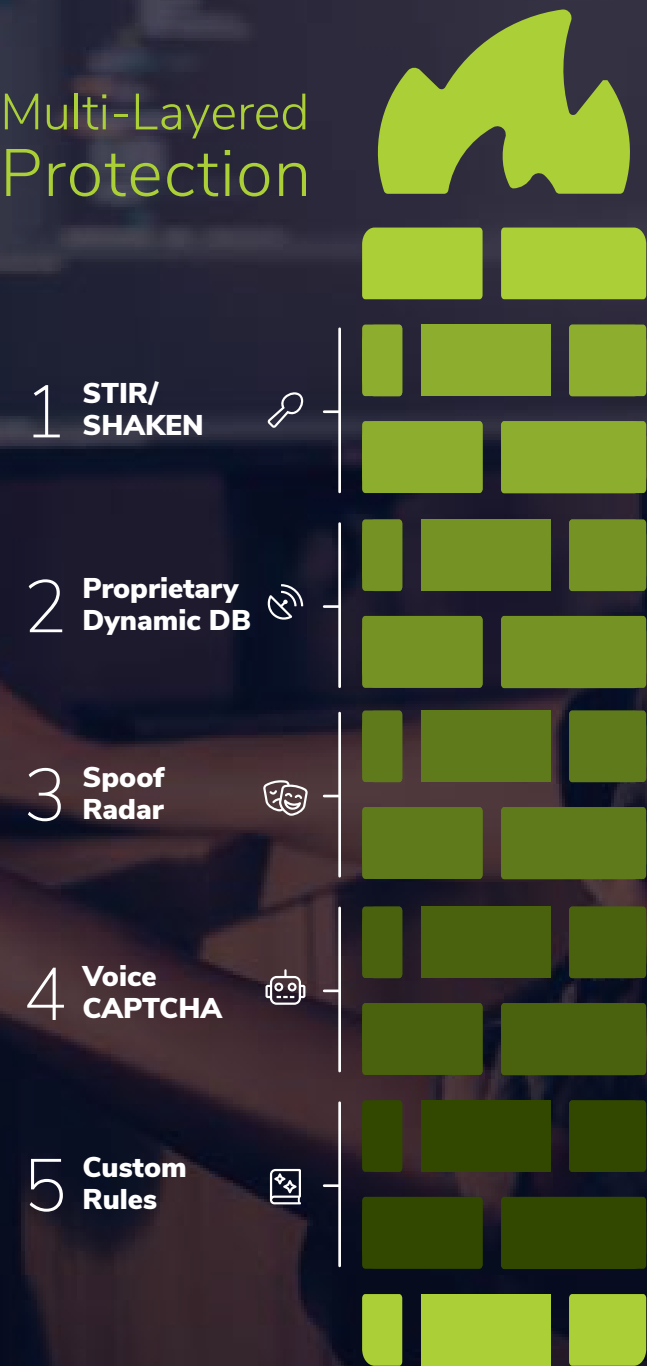 Multi-Layered
Protection
1 STIR/
SHAKEN
2 Proprietary
Dynamic DB
3 Spoof
Radar
4 Voice
CAPTCHA
5 Custom
Rules